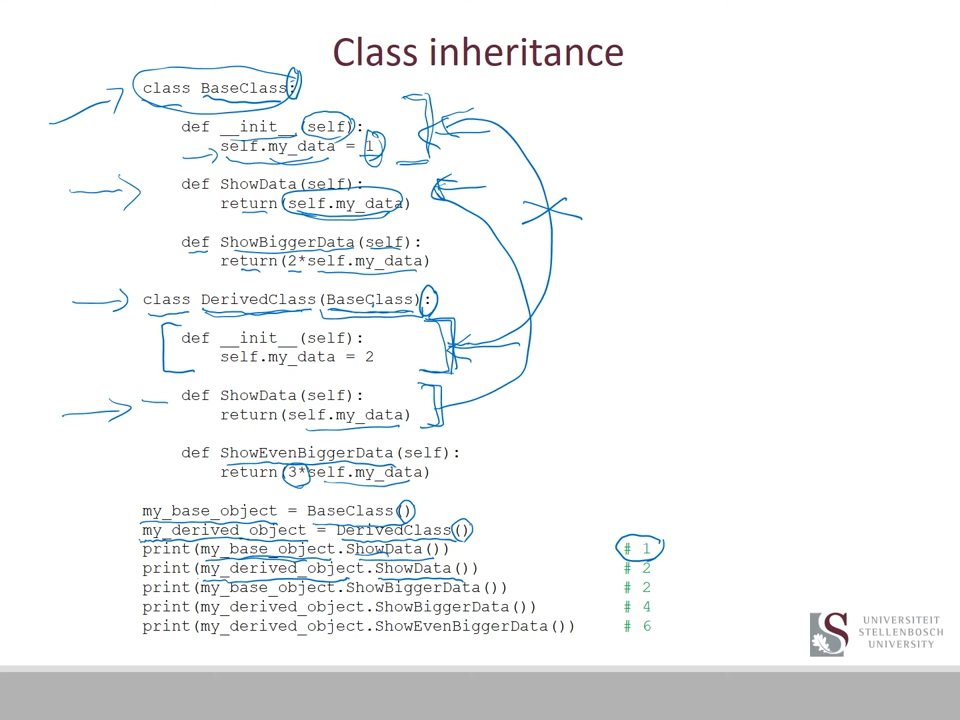 Class inheritance
class BaseClass:
def __init__(self):
self.my_data = 1
def ShowData(self):
return(self.my_data)
def ShowBiggerData(self):
return(2*self.my_data)
class DerivedClass(BaseClass):
def __init__(self):
self.my_data = 2
def ShowData(self):
return(self.my_data)
def ShowEvenBiggerData(self):
return(3*self.my_data)
my_base_object = BaseClass()
my_derived_object = DerivedClass()
print(my_base_object.ShowData()) # 1
print(my_derived_object.ShowData()) # 2
print(my_base_object.ShowBiggerData()) # 2
print(my_derived_object.ShowBiggerData()) # 4
print(my_derived_object.ShowEvenBiggerData()) # 6
UNIVERSITEIT
STELLENBOSCH
UNIVERSITY